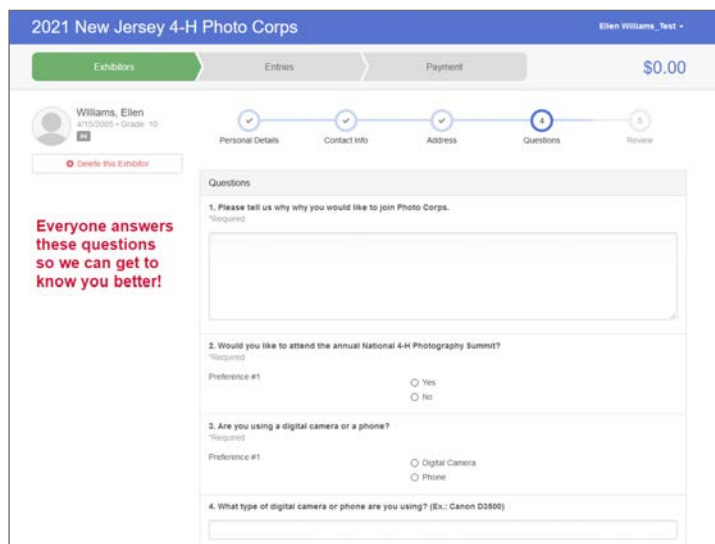 2021 New Jersey 4-H Photo Corps
Ellen Williams_Test
Exhibitors
Entries
Payment
$0.00
Williams, Ellen
4/15/2005 • Grade: 10
#4
Delete this Exhibitor
Personal Details
Contact Info
Address
4
Questions
5
Review
Everyone answers
these questions
so we can get to
know you better!
Questions
1. Please tell us why why you would like to join Photo Corps.
*Required
2. Would you like to attend the annual National 4-H Photography Summit?
*Required
Preference #1
Yes
No
3. Are you using a digital camera or a phone?
*Required
Preference #1
Digital Camera
Phone
4. What type of digital camera or phone are you using? (Ex.: Canon D3500)